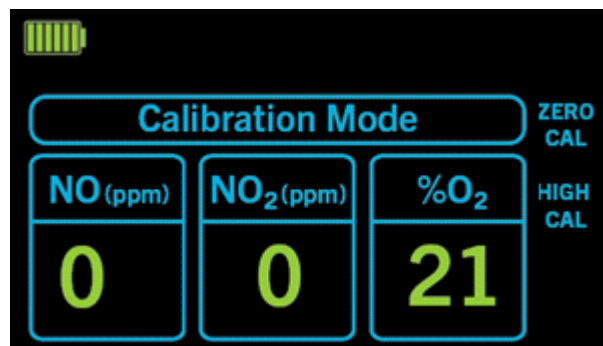 Calibration Mode
ZERO
CAL
NO (ppm) NO₂ (ppm) %O₂
HIGH
CAL
0 0 21